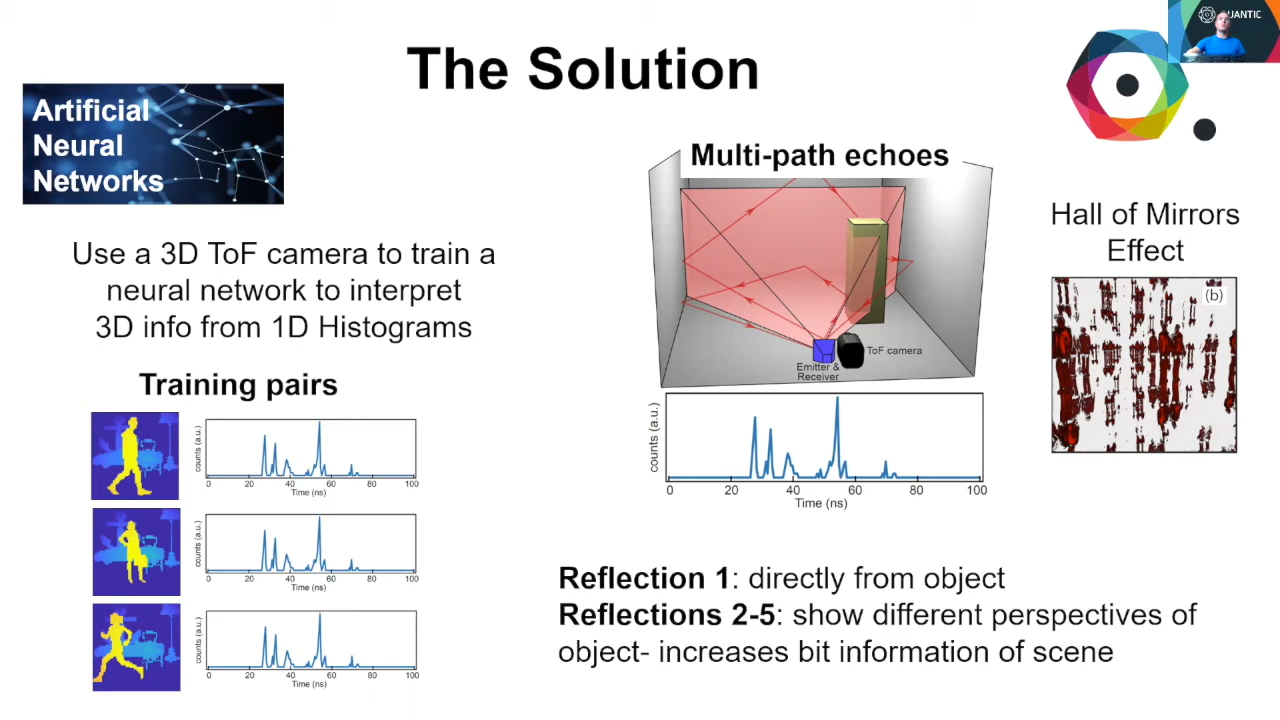 The Solution
QUANTIC
Artificial
Neural
Networks
Use a 3D ToF camera to train a
neural network to interpret
3D info from 1D Histograms
Training pairs
counts (a.u.)
0 20 40 60 80 100
Time (ns)
counts (a.u.)
0 20 40 60 80 100
Time (ns)
counts (a.u.)
0 20 40 60 80 100
Time (ns)
Multi-path echoes
ToF camera
Emitter &
Receiver
counts (a.u.)
0 20 40 60 80 100
Time (ns)
Hall of Mirrors
Effect
(b)
Reflection 1: directly from object
Reflections 2-5: show different perspectives of
object- increases bit information of scene